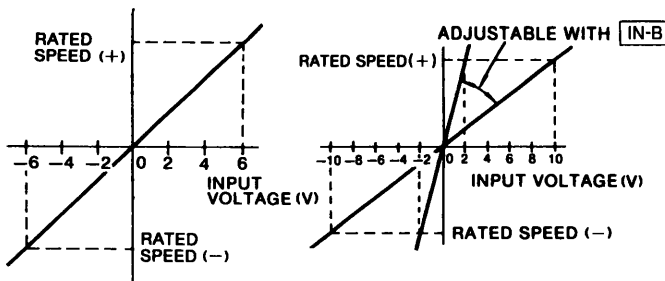 RATED
SPEED (+)
-6 -4 -2 0 2 4 6
INPUT
VOLTAGE (V)
RATED
SPEED (-)
ADJUSTABLE WITH IN-B
RATED SPEED (+)
-10 -8 -6 -4 -2 0 2 4 6 8 10
INPUT VOLTAGE (V)
RATED SPEED (-)